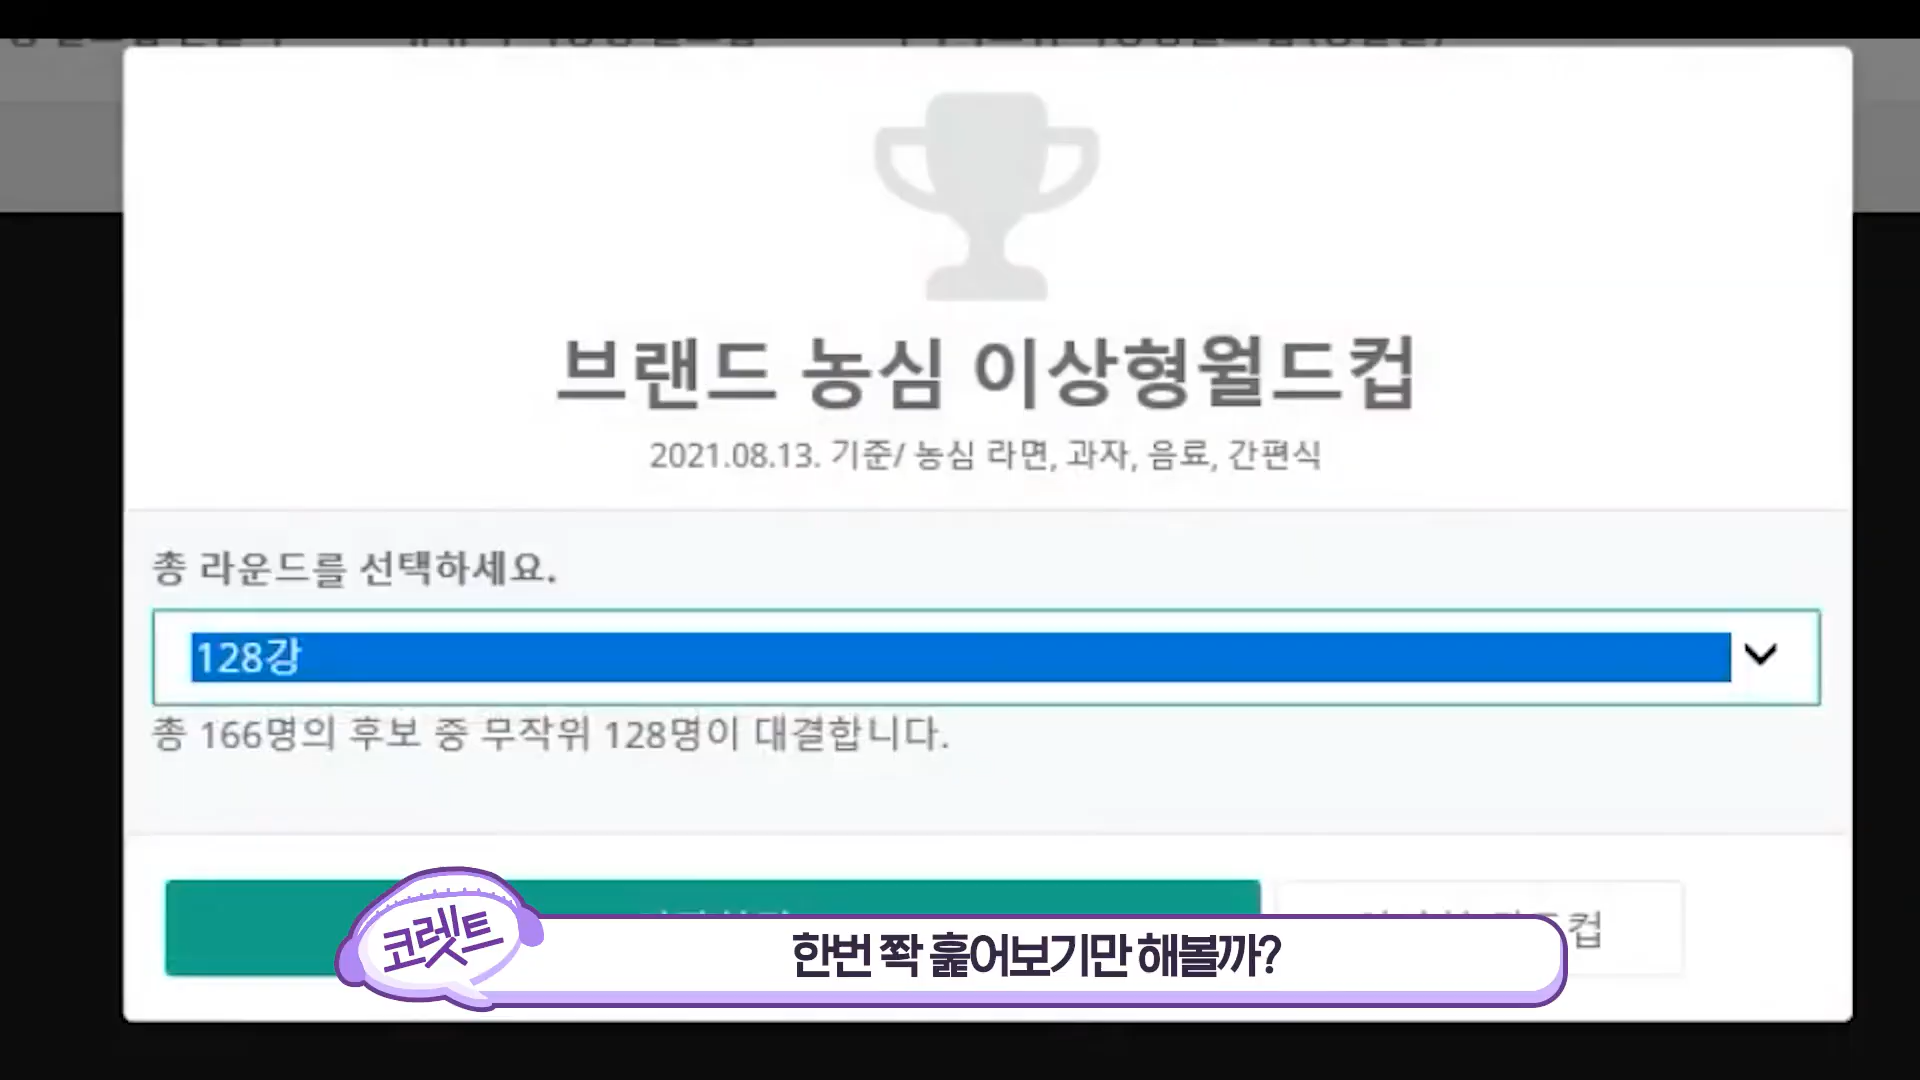 브랜드 농심 이상형월드컵
2021.08.13. 기준/ 농심 라면, 과자, 음료, 간편식
총 라운드를 선택하세요.
128강
총 166명의 후보 중 무작위 128명이 대결합니다.
컵
코렛트
한번 쫙 훑어보기만 해볼까?